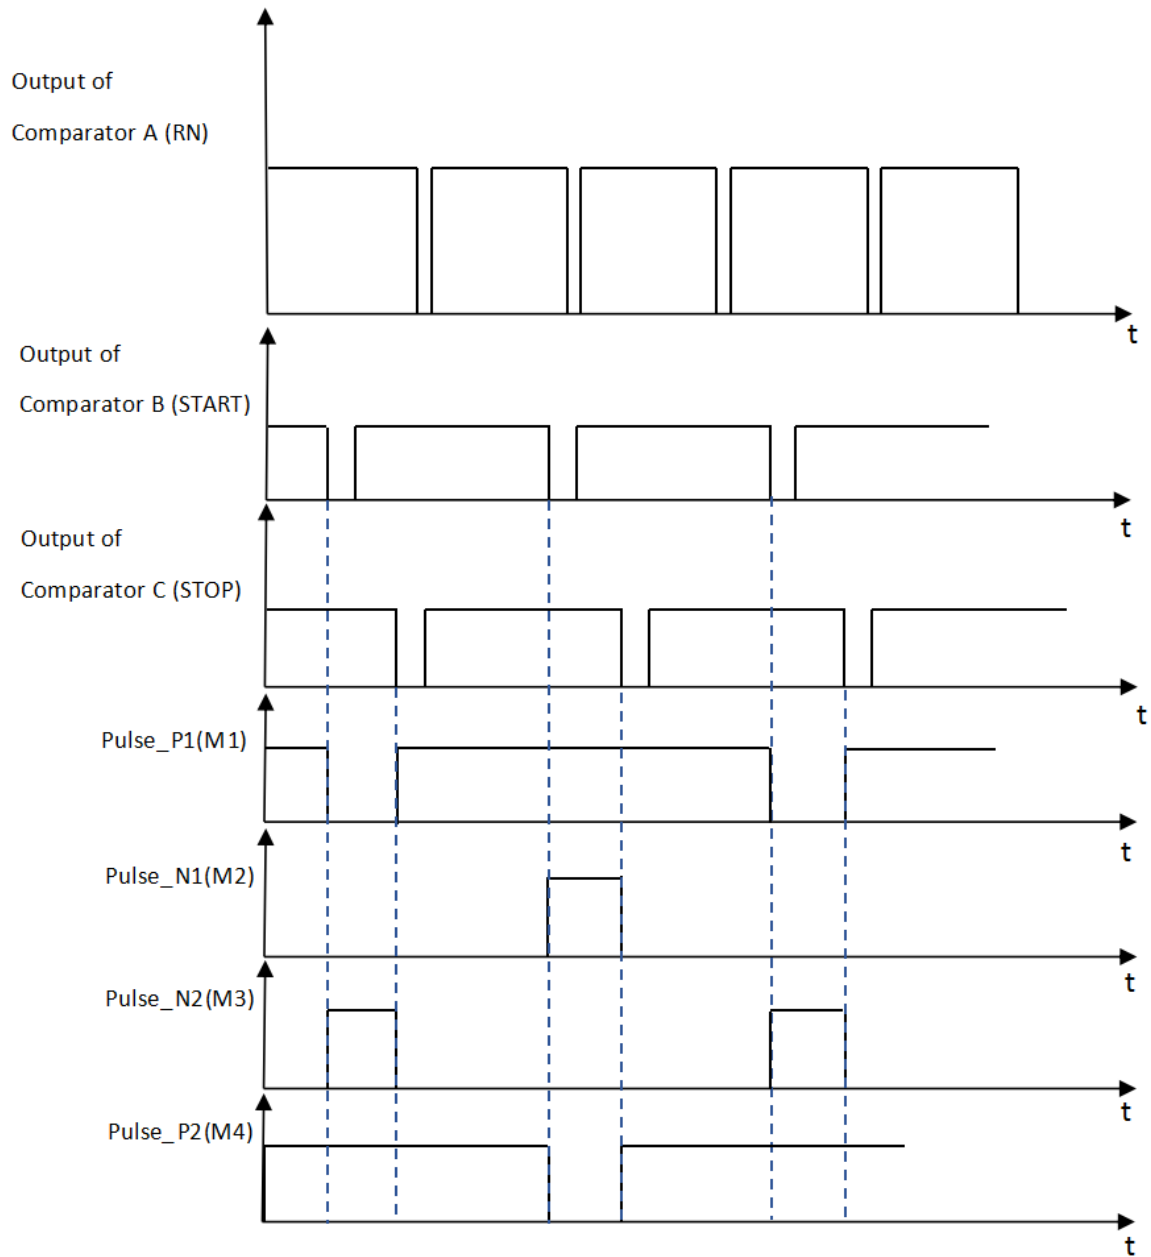 Output of
Comparator A (RN)
t
Output of
Comparator B (START)
t
Output of
Comparator C (STOP)
t
Pulse_P1(M1)
t
Pulse_N1(M2)
t
Pulse_N2(M3)
t
Pulse_P2(M4)
t